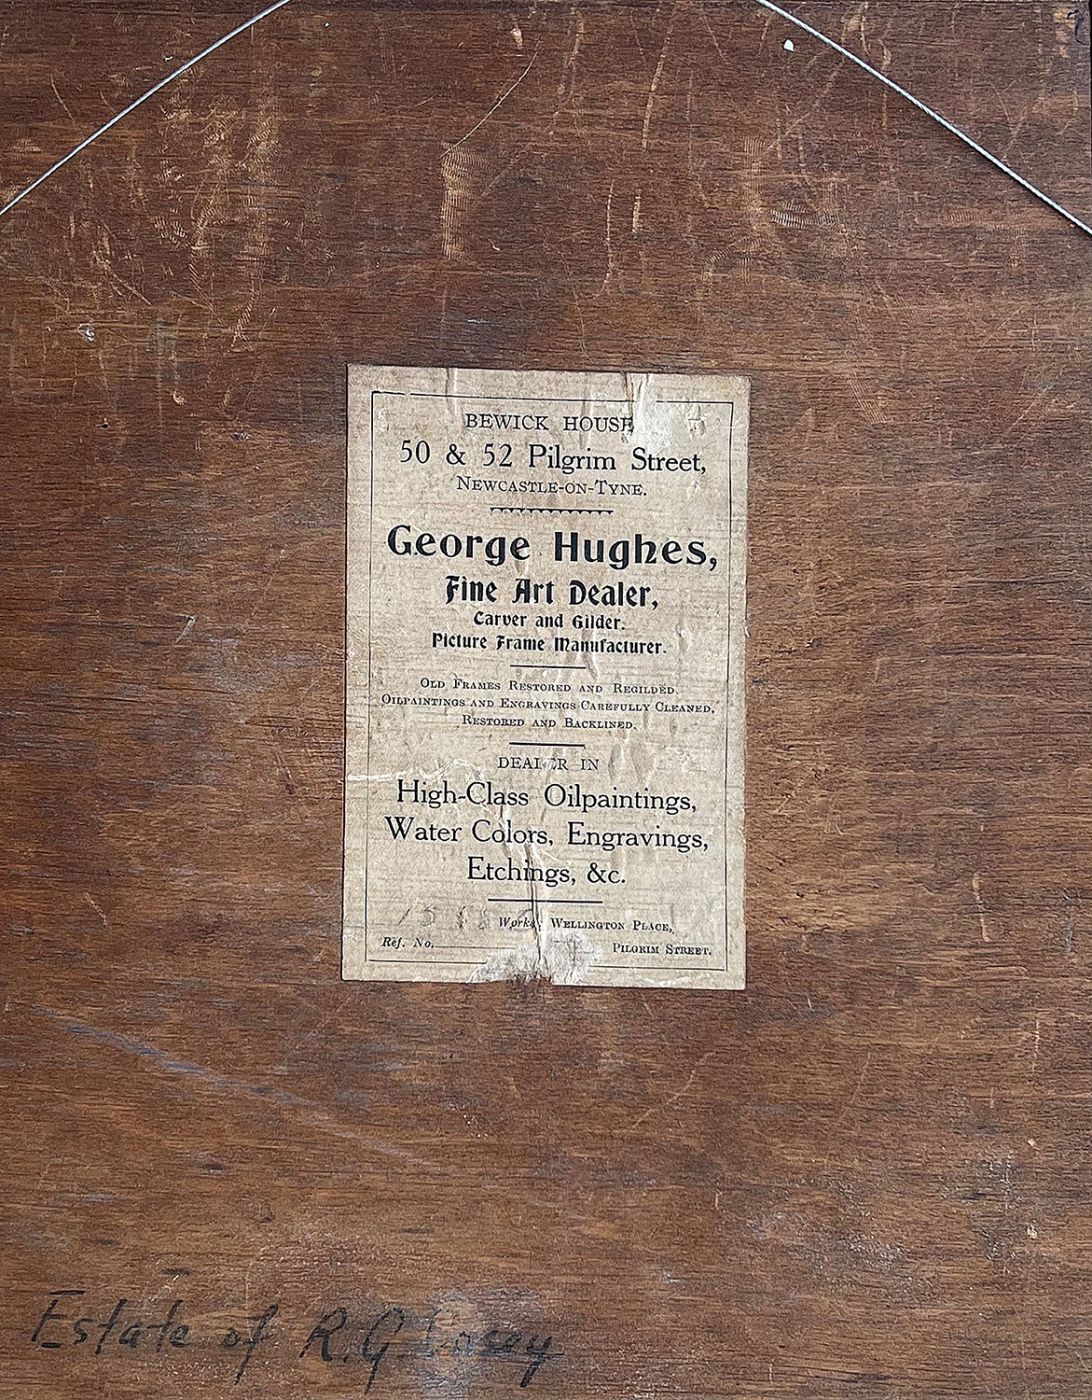 BEWICK HOUSE
50 & 52 Pilgrim Street,
NEWCASTLE-ON-TYNE.
George Hughes,
Fine Art Dealer,
Carver and Gilder.
Picture Frame Manufacturer.
OLD FRAMES RESTORED AND REGILDED,
OILPAINTINGS AND ENGRAVINGS CAREFULLY CLEANED,
RESTORED AND BACKLINED.
DEALER IN
High-Class Oilpaintings,
Water Colors, Engravings,
Etchings, &c.
Works: WELLINGTON PLACE,
Ref. No. PILGRIM STREET.
Estate of R.G.